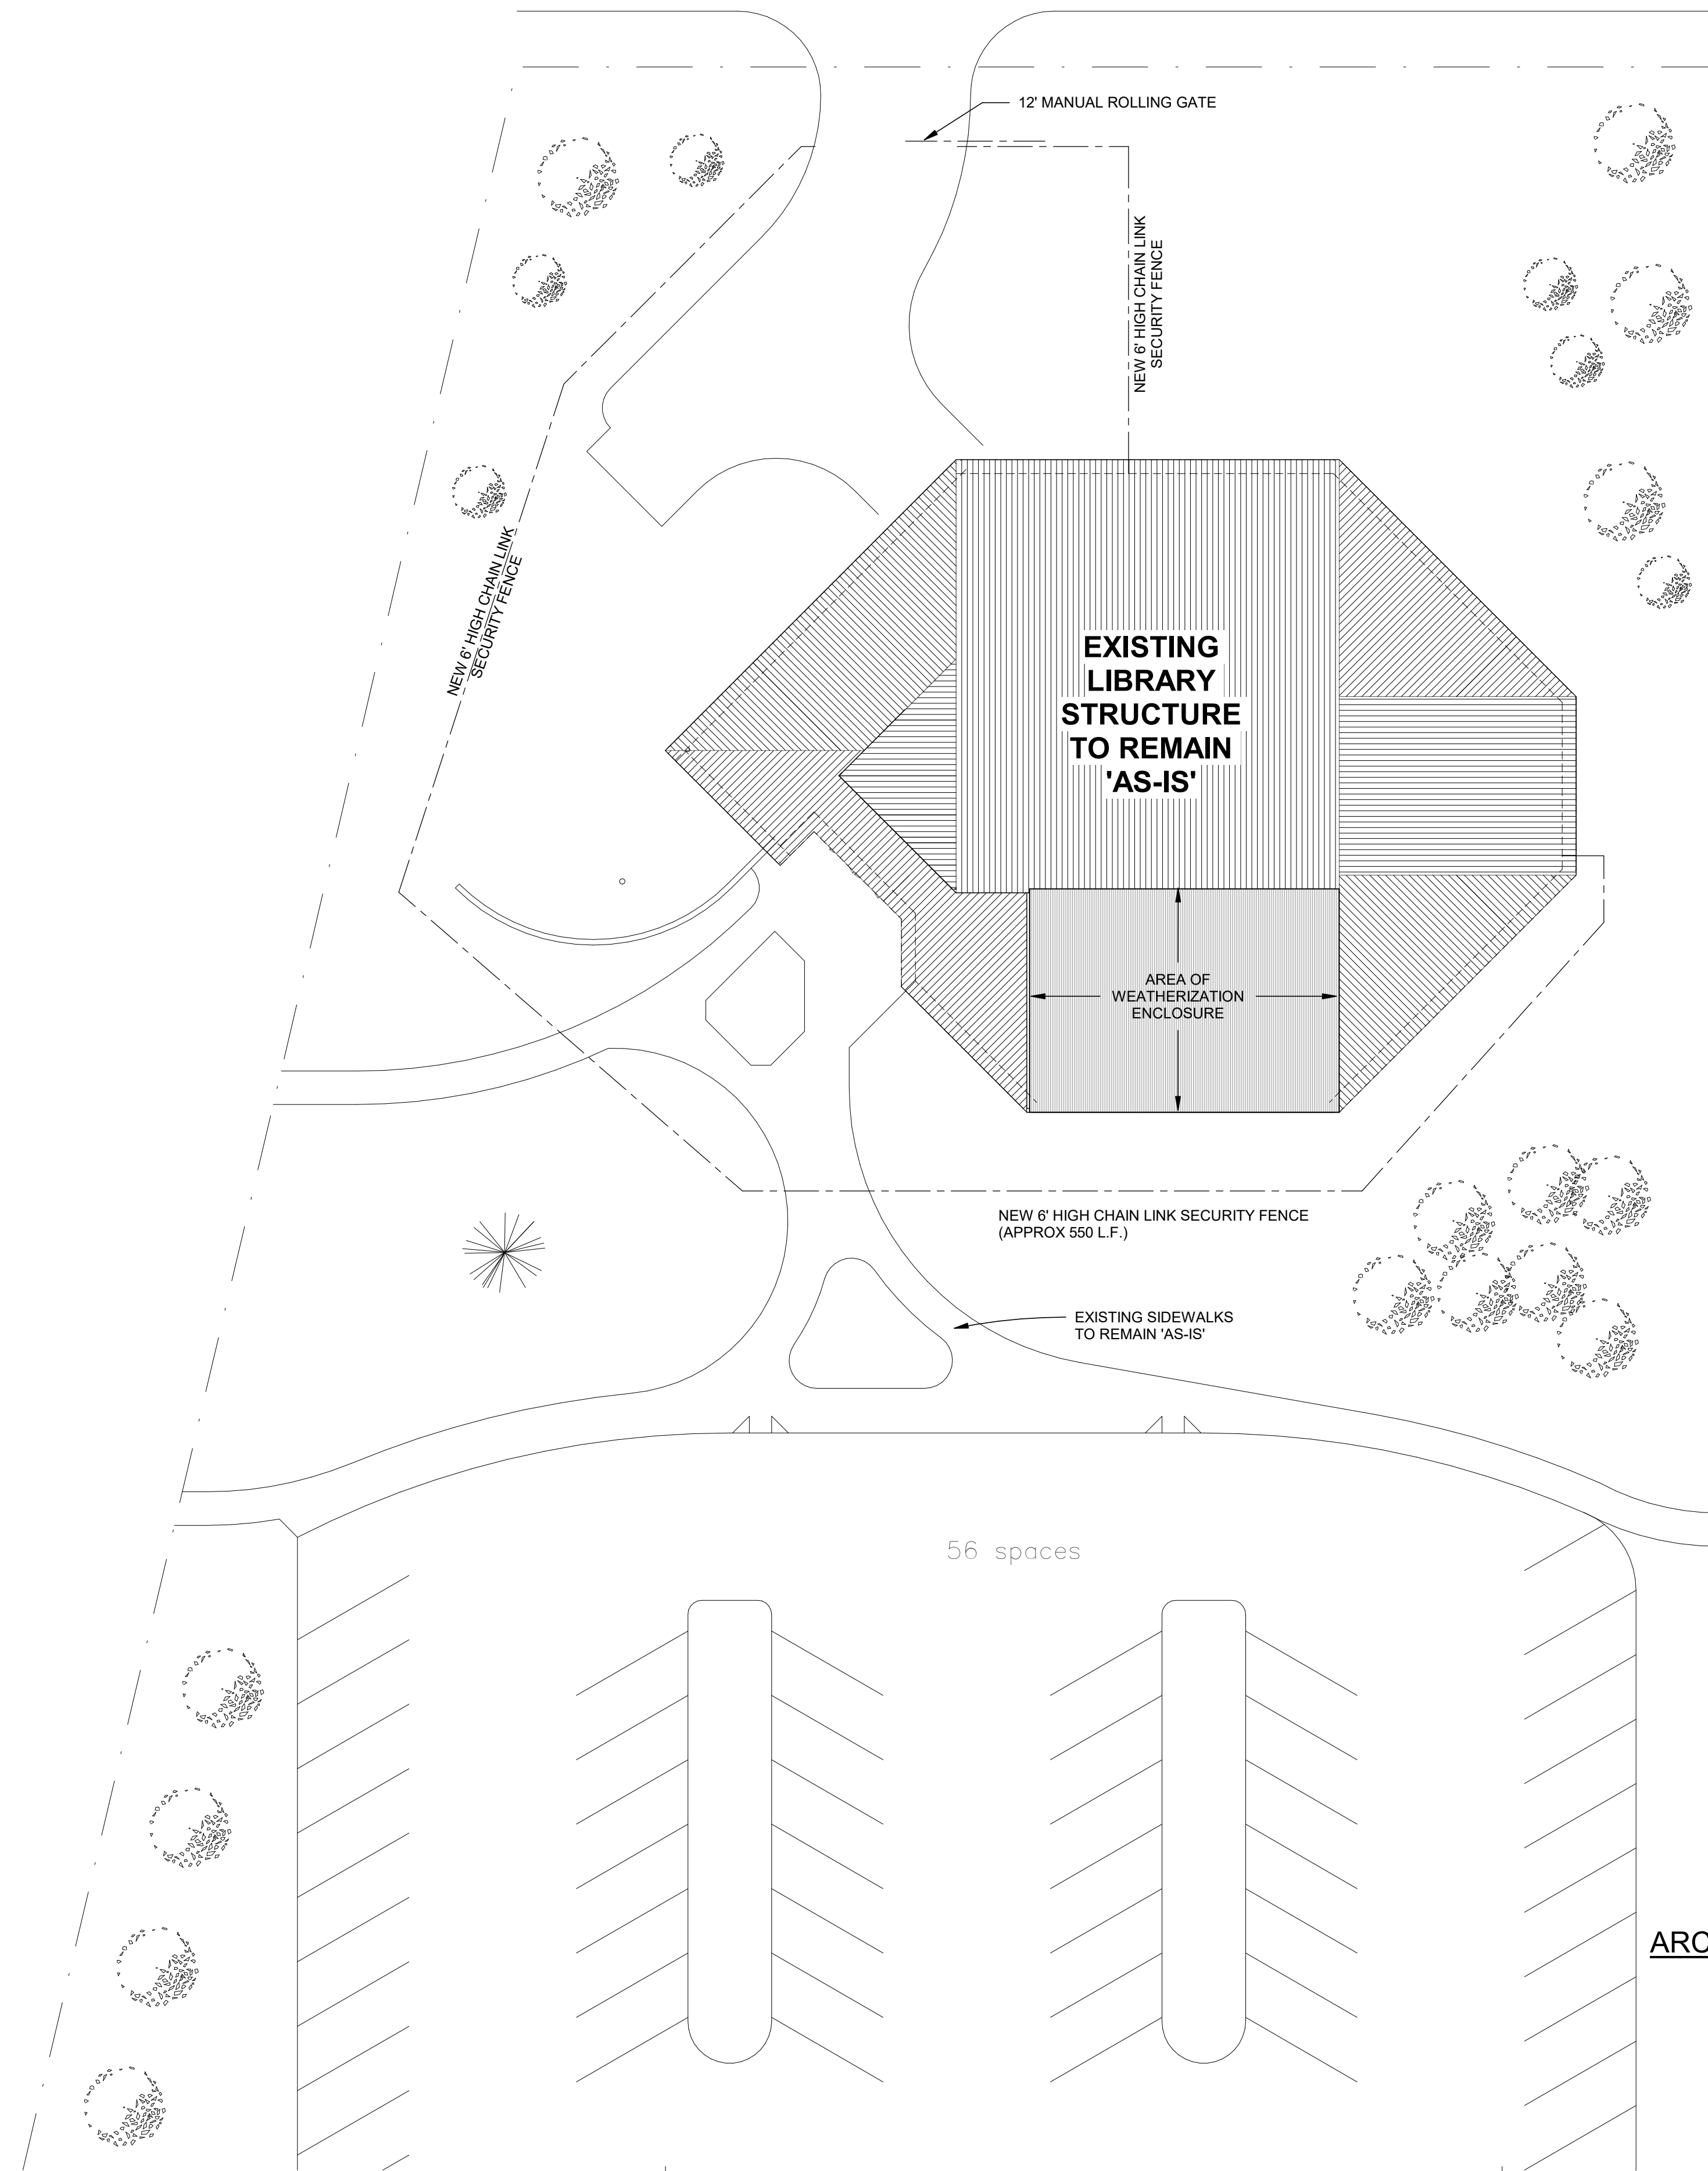 12' MANUAL ROLLING GATE
NEW 6' HIGH CHAIN LINK
SECURITY FENCE
NEW 6' HIGH CHAIN LINK
SECURITY FENCE
EXISTING
LIBRARY
STRUCTURE
TO REMAIN
'AS-IS'
AREA OF
WEATHERIZATION
ENCLOSURE
NEW 6' HIGH CHAIN LINK SECURITY FENCE
(APPROX 550 L.F.)
EXISTING SIDEWALKS
TO REMAIN 'AS-IS'
56 spaces
ARC